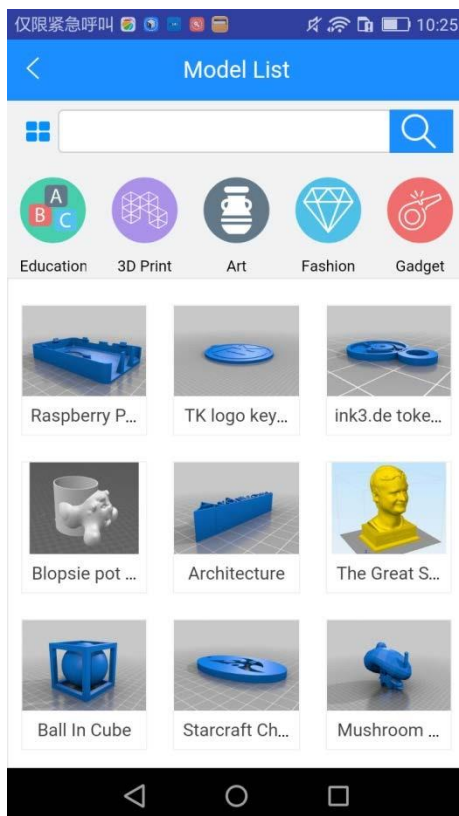 仅限紧急呼叫 10:25
Model List
A
B C
Education 3D Print Art Fashion Gadget
Raspberry P... TK logo key... ink3.de toke...
Blopsie pot ... Architecture The Great S...
Ball In Cube Starcraft Ch... Mushroom ...